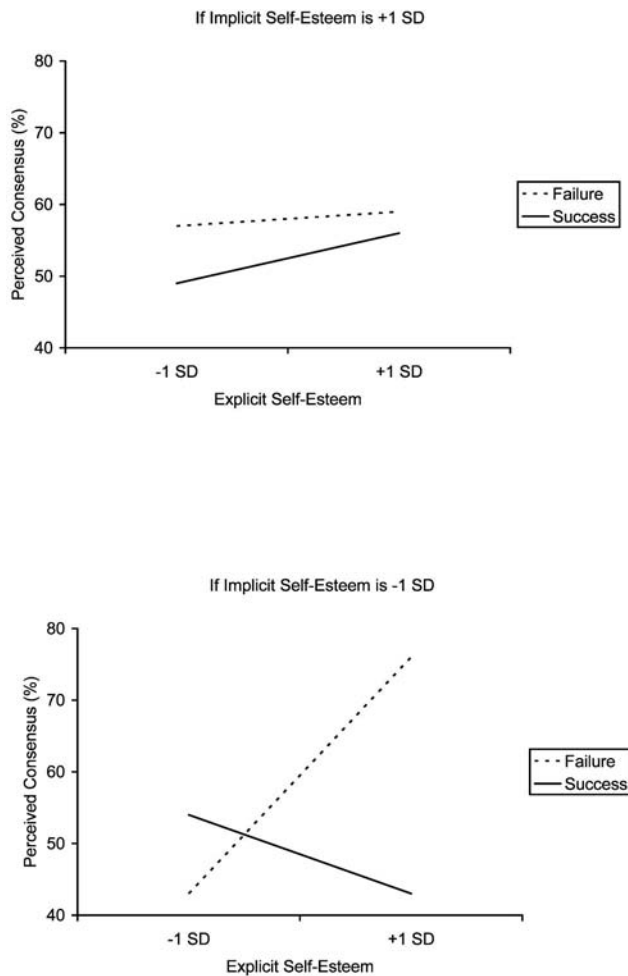 If Implicit Self-Esteem is +1 SD
80
70
60
50
40
Perceived Consensus (%)
-1 SD
+1 SD
Explicit Self-Esteem
Failure
Success
If Implicit Self-Esteem is -1 SD
80
70
60
50
40
Perceived Consensus (%)
-1 SD
+1 SD
Explicit Self-Esteem
Failure
Success